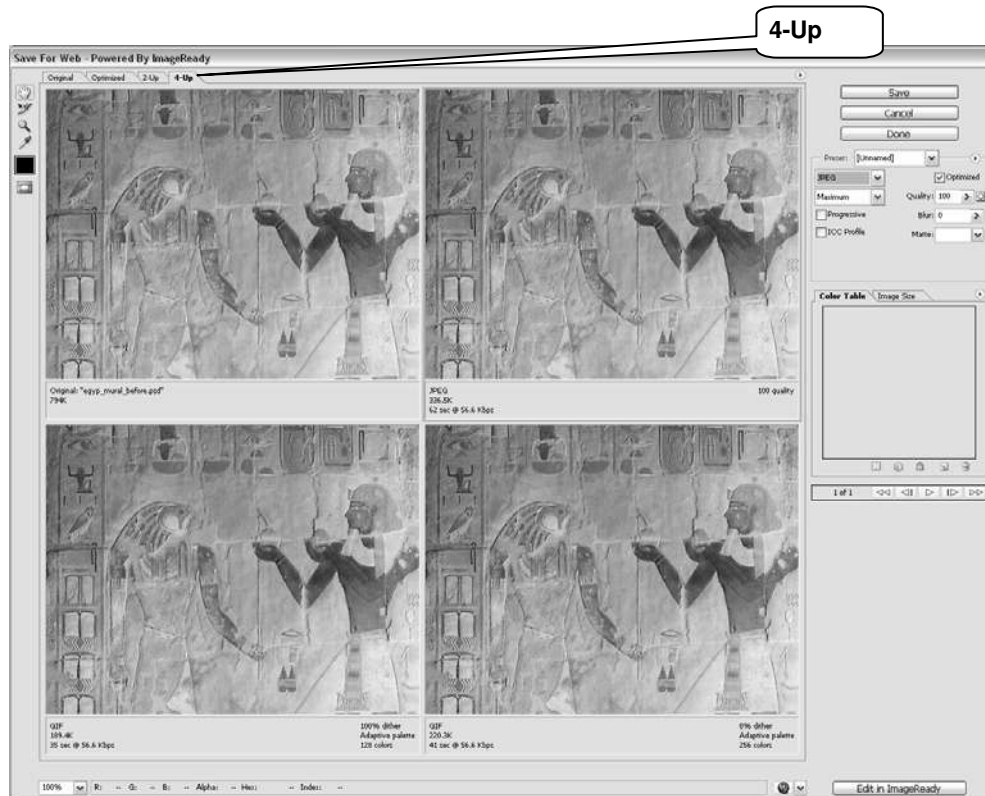 4-Up
Save For Web - Powered By ImageReady
Original Optimized 2-Up 4-Up
Save
Cancel
Done
Preset: [Unnamed]
JPEG Optimized
Maximum Quality: 100
Progressive Blur: 0
ICC Profile Matte:
Color Table Image Size
Original: "egyp_mural_before.psd"
794K
JPEG 100 quality
336.5K
62 sec @ 56.6 Kbps
1 of 1
GIF 100% dither
189.4K Adaptive palette
35 sec @ 56.6 Kbps 128 colors
GIF 0% dither
220.3K Adaptive palette
41 sec @ 56.6 Kbps 256 colors
100% R: -- G: -- B: -- Alpha: -- Hex: -- Index: --
Edit in ImageReady